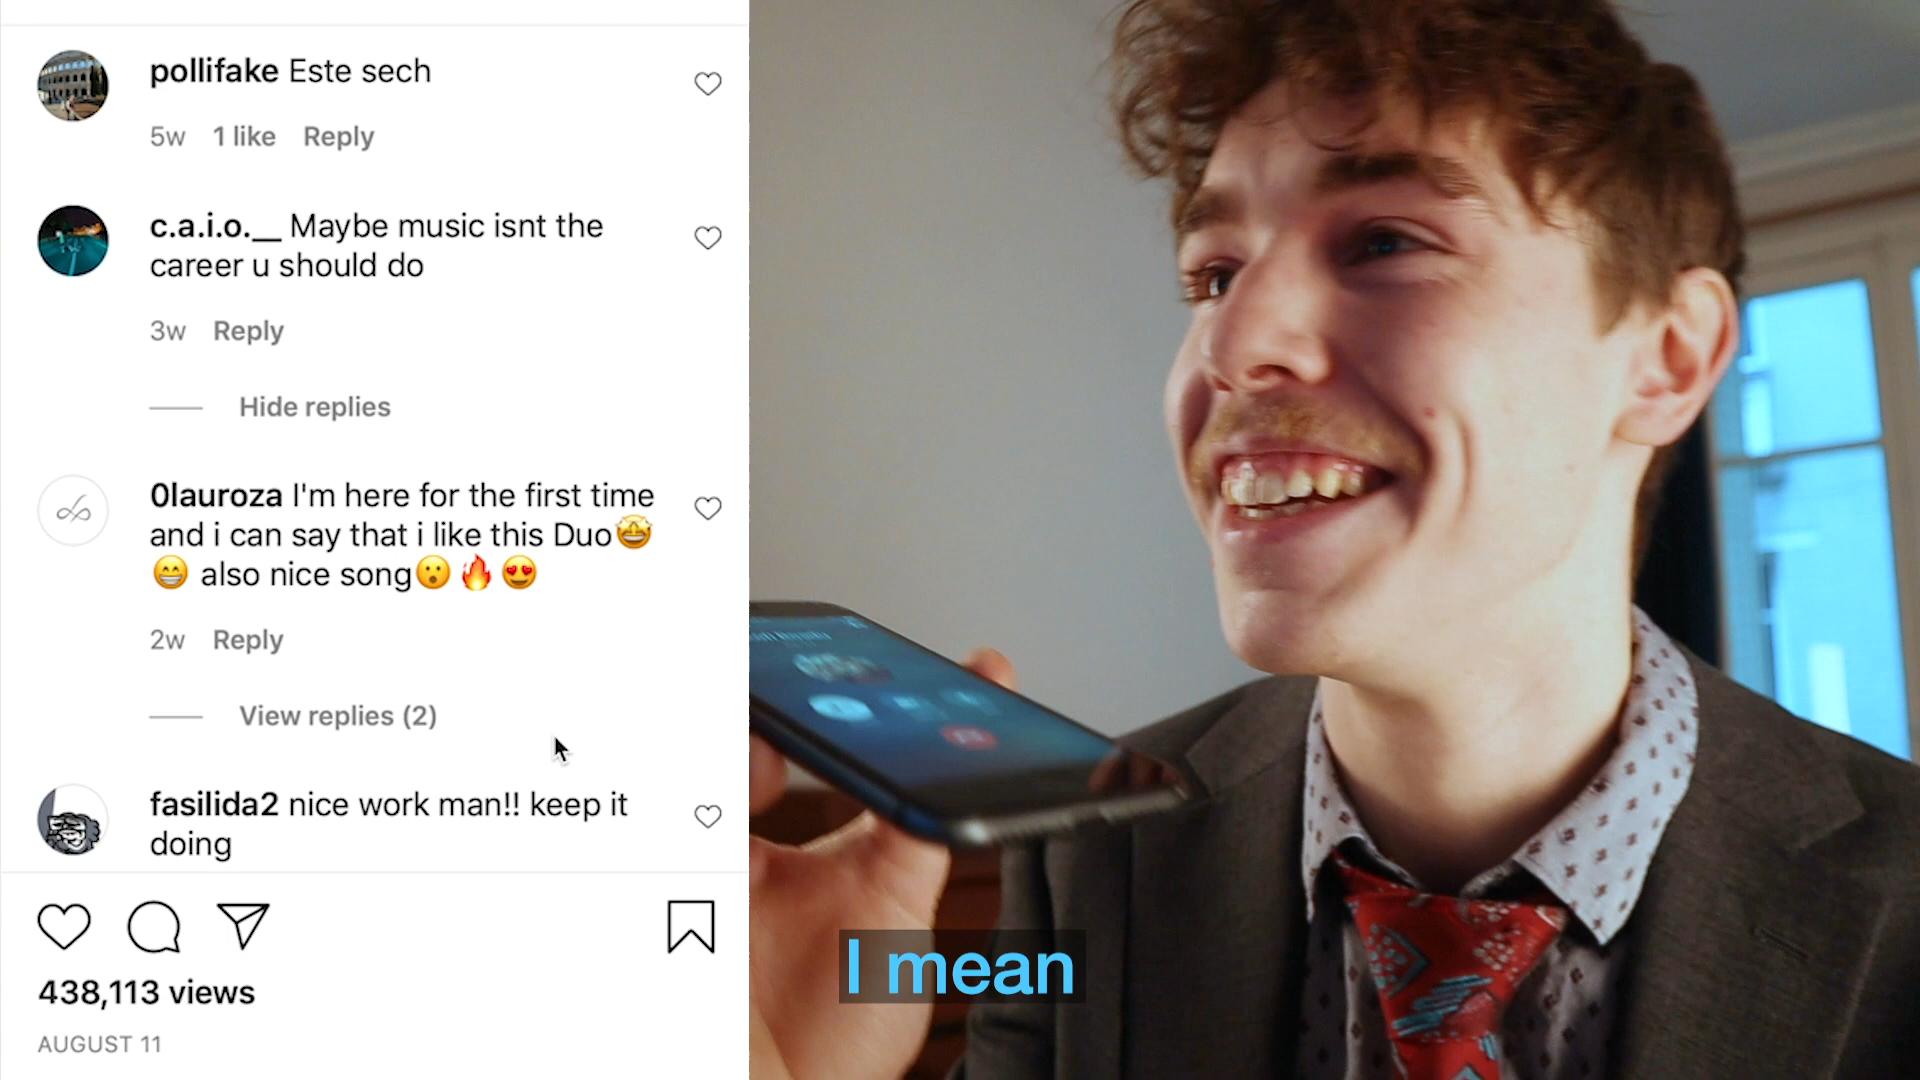 pollifake Este sech
5w 1 like Reply
c.a.i.o.__ Maybe music isnt the
career u should do
3w Reply
Hide replies
0lauroza I'm here for the first time
and i can say that i like this Duo🤩
😁 also nice song😮🔥😍
2w Reply
View replies (2)
fasilida2 nice work man!! keep it
doing
438,113 views
AUGUST 11
I mean